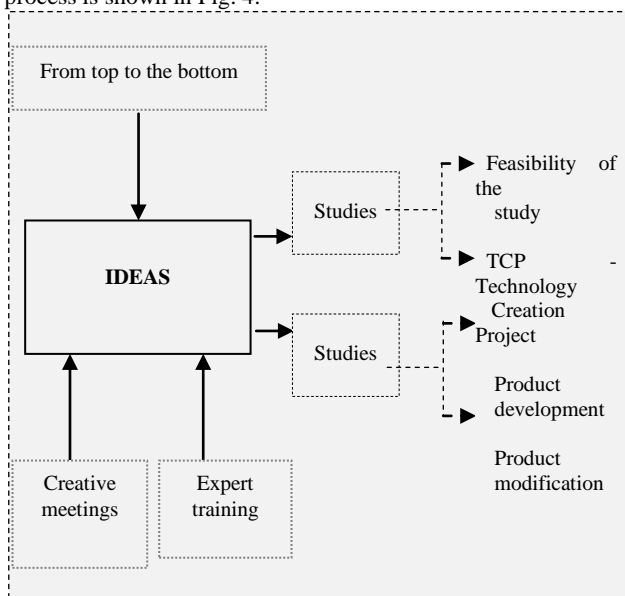 process is shown in Fig. 4.
From top to the bottom
IDEAS
Studies
Feasibility of
the
study
TCP -
Technology
Creation
Project
Studies
Product
development
Product
modification
Creative
meetings
Expert
training